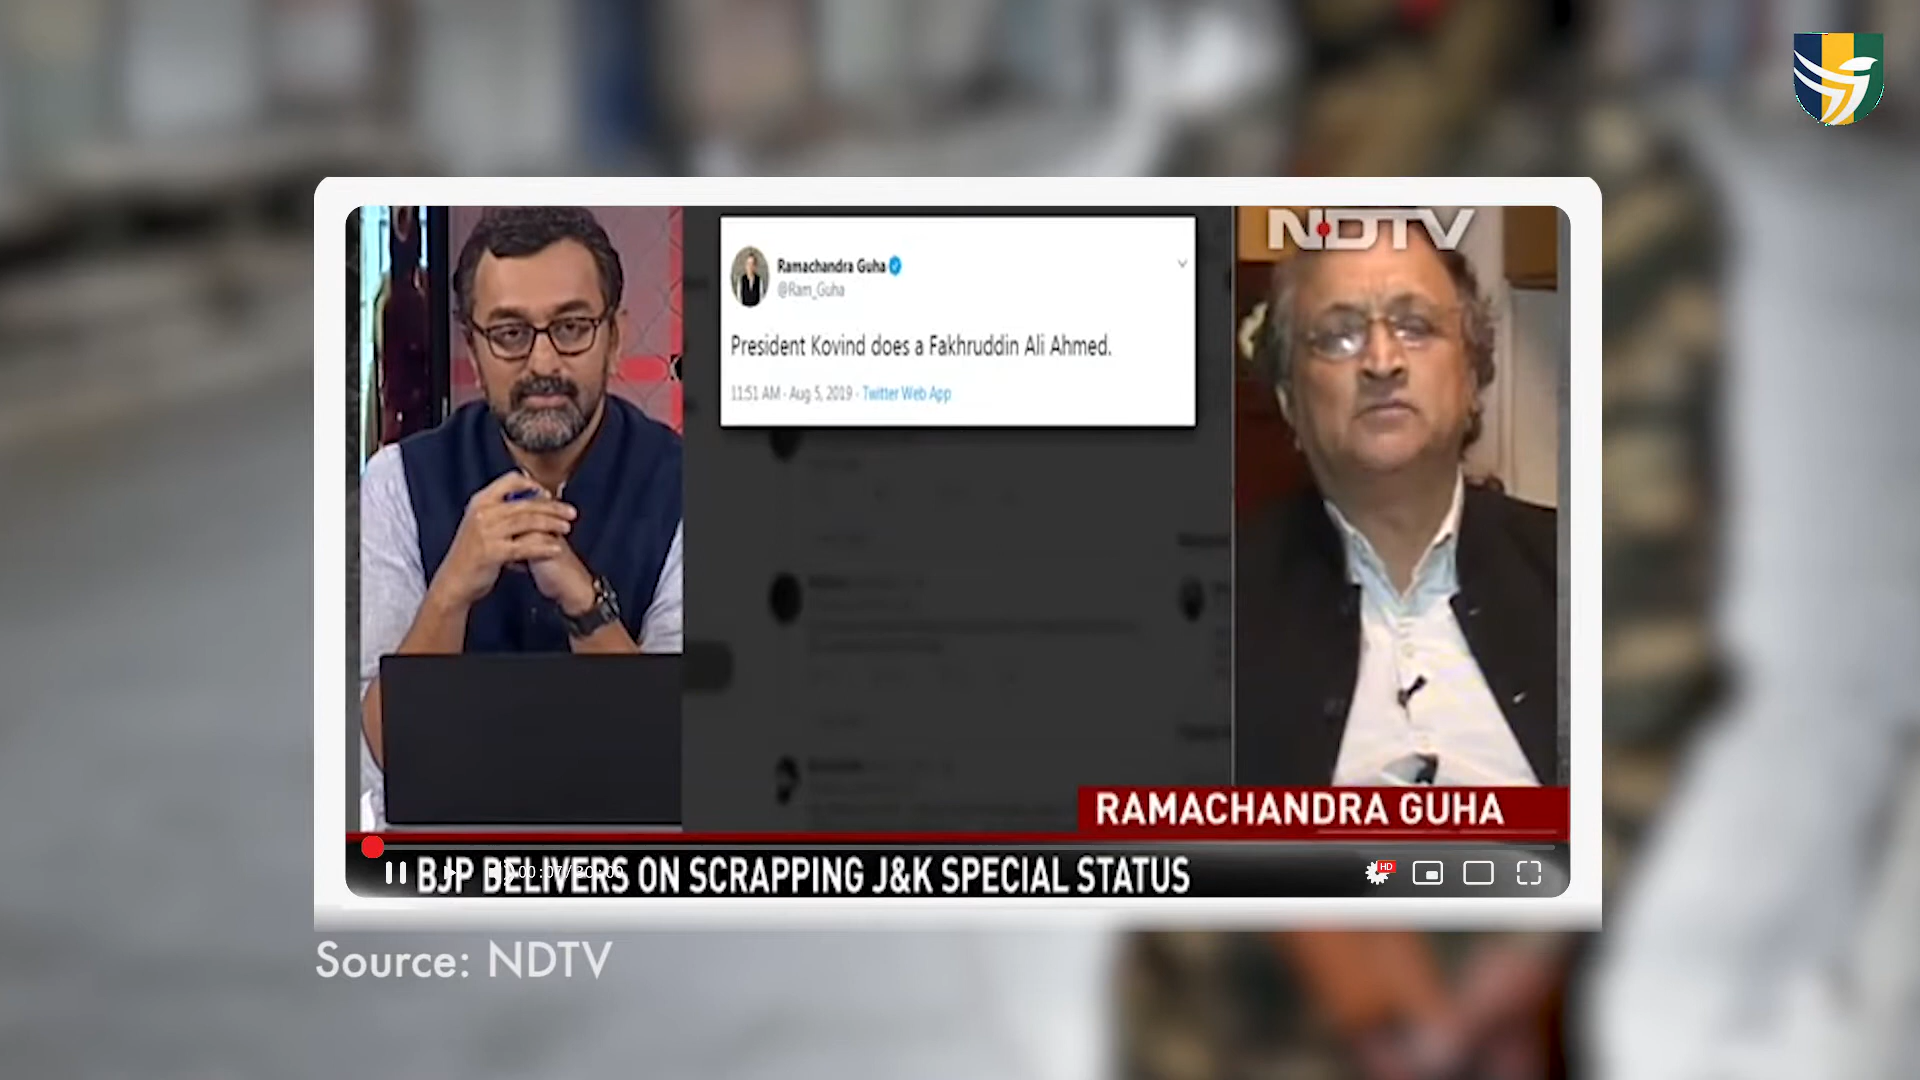 NDTV
Ramachandra Guha
@Ram_Guha
President Kovind does a Fakhruddin Ali Ahmed.
11:51 AM - Aug 5, 2019 - Twitter Web App
RAMACHANDRA GUHA
HD
BJP DELIVERS ON SCRAPPING J&K SPECIAL STATUS
Source: NDTV